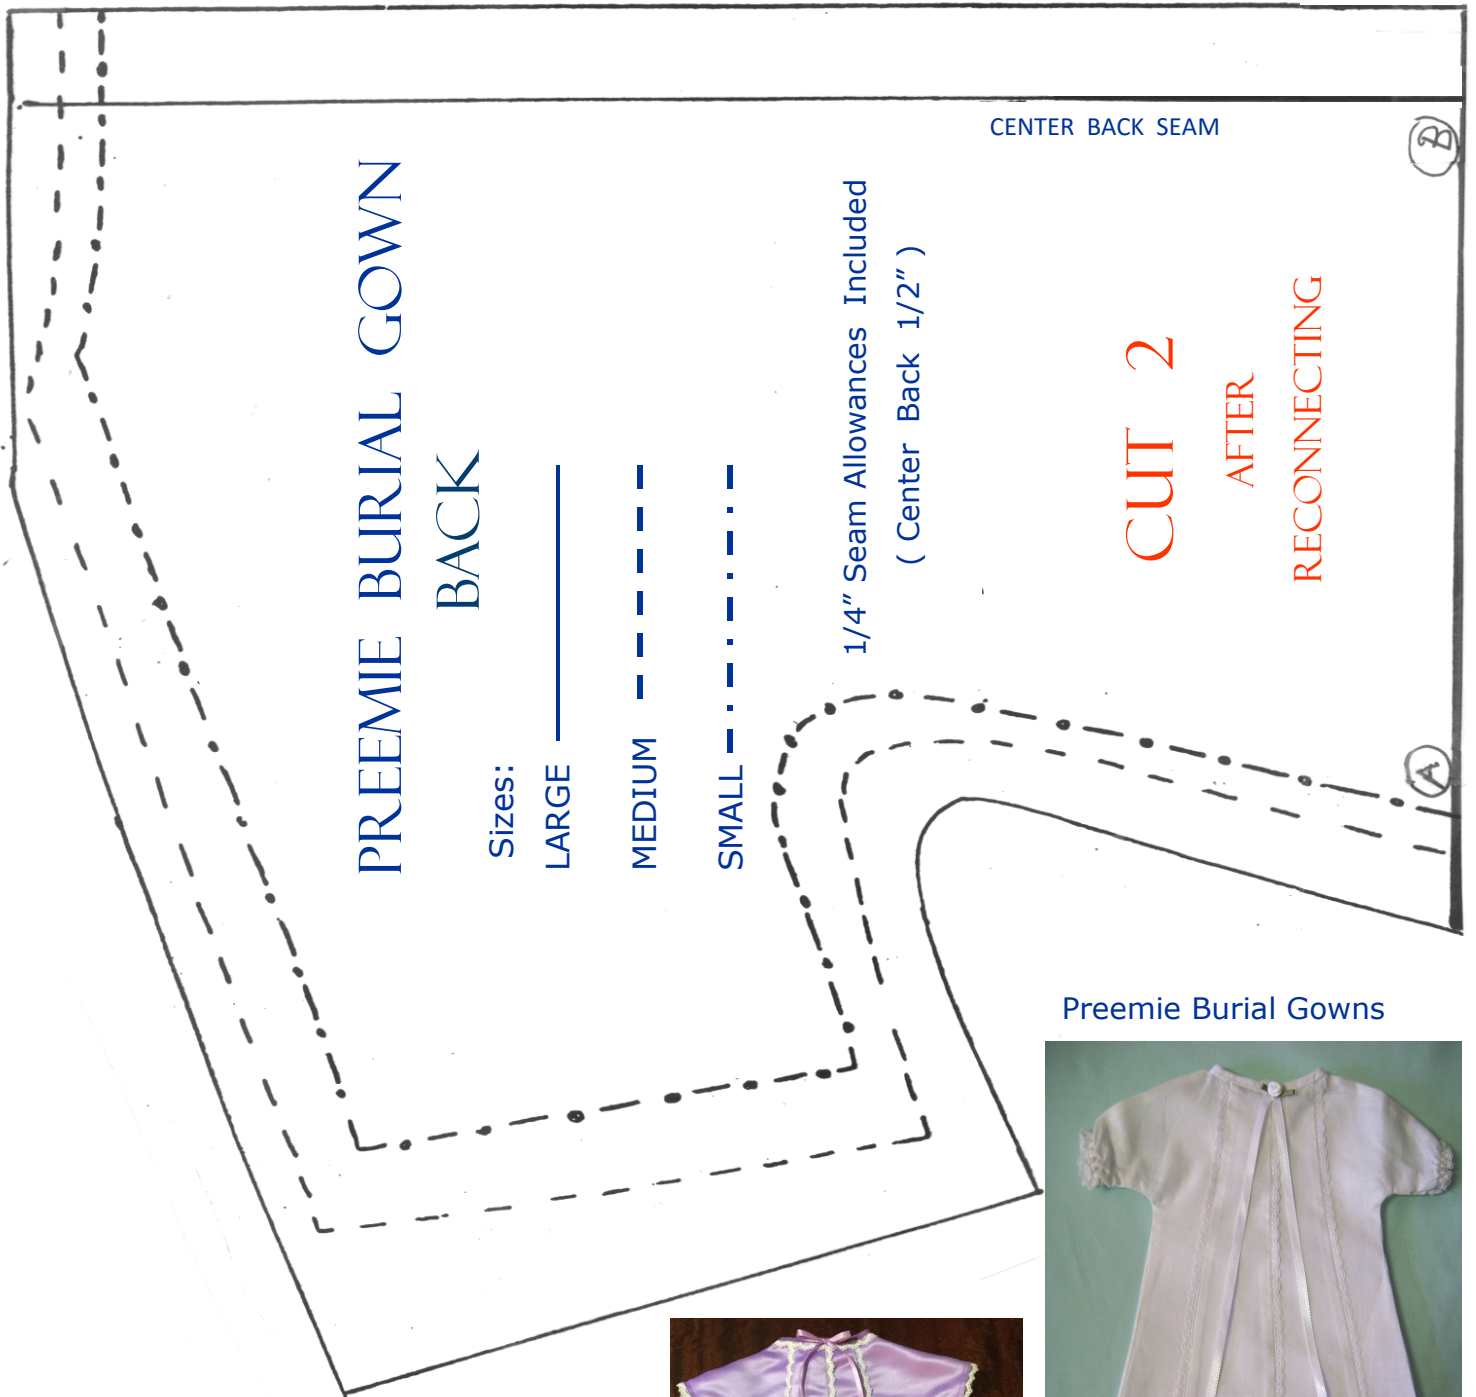 CENTER BACK SEAM
B
PREEMIE BURIAL GOWN
BACK
Sizes:
LARGE
MEDIUM
SMALL
1/4" Seam Allowances Included
( Center Back 1/2" )
CUT 2
AFTER
RECONNECTING
A
Preemie Burial Gowns